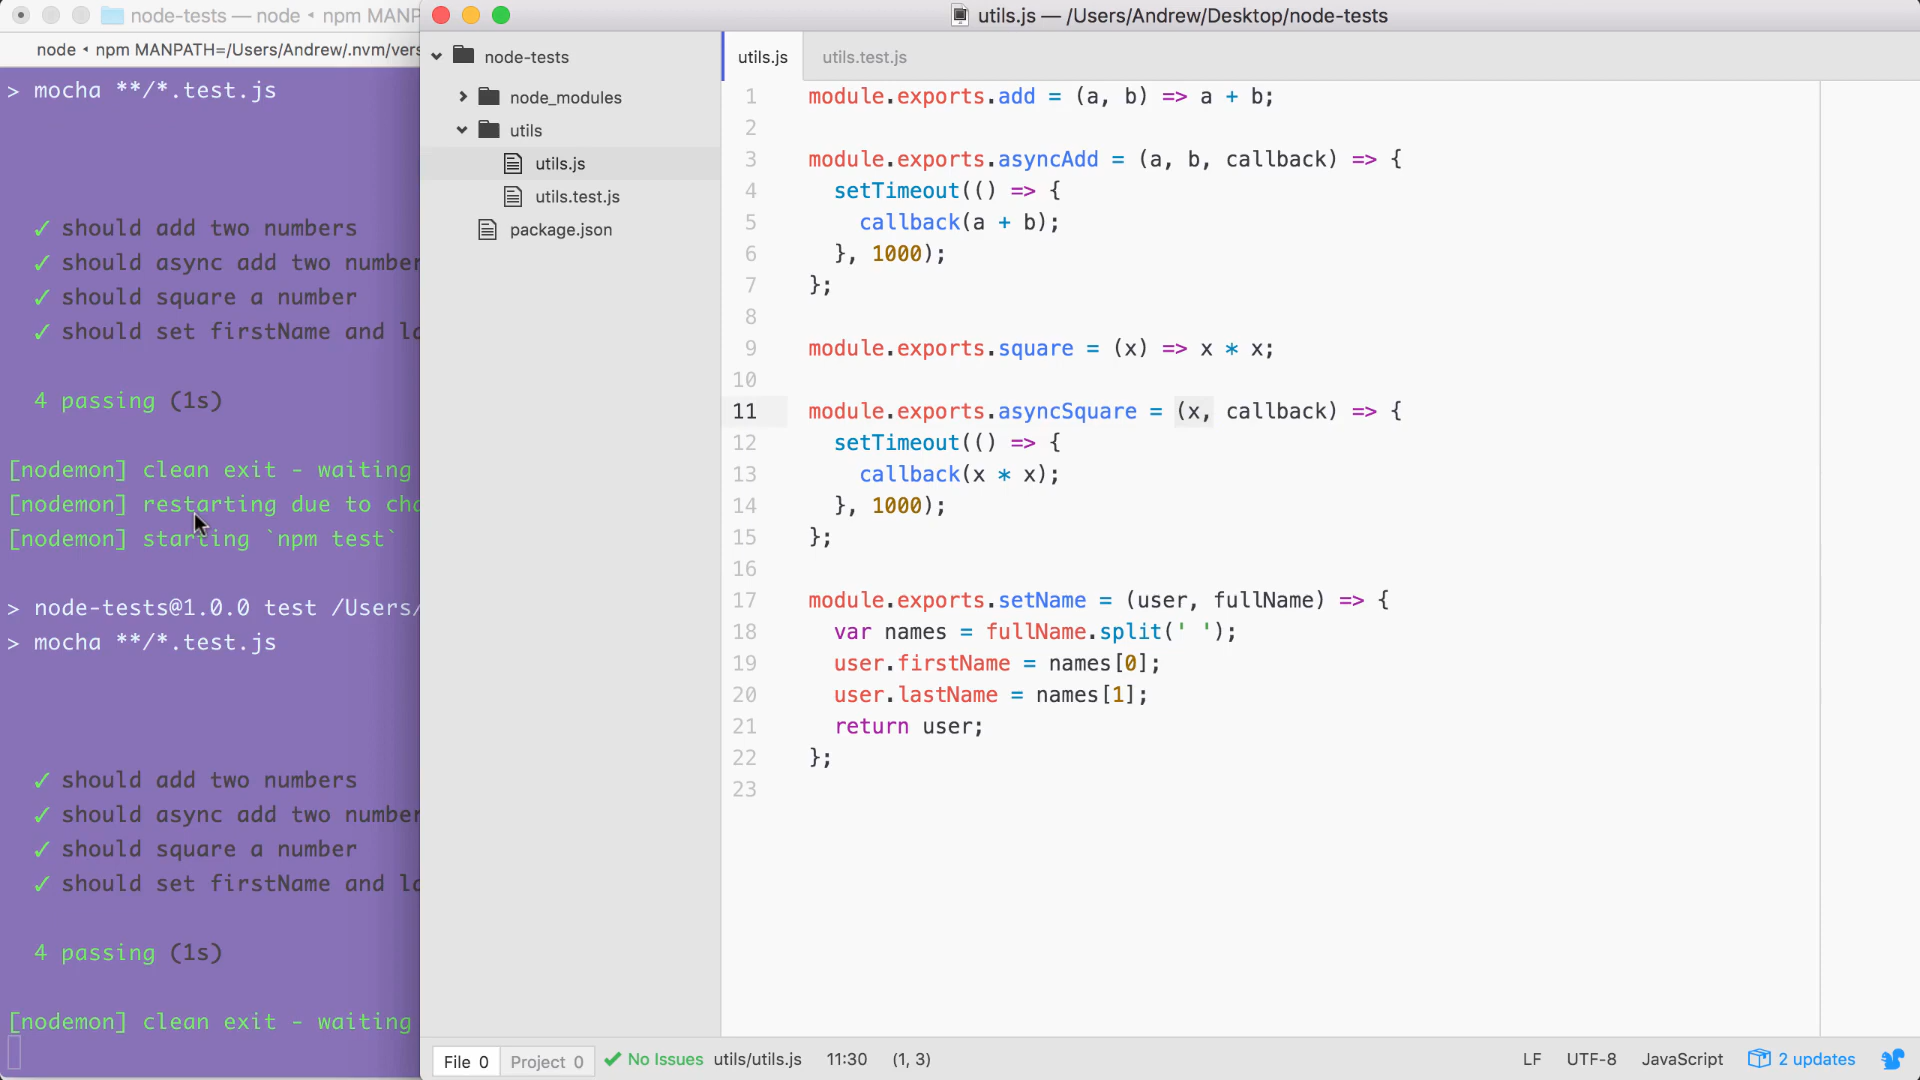 node-tests — node ◂ npm MANP
node ◂ npm MANPATH=/Users/Andrew/.nvm/vers
> mocha **/*.test.js
✓ should add two numbers
✓ should async add two number
✓ should square a number
✓ should set firstName and la
4 passing (1s)
[nodemon] clean exit - waiting
[nodemon] restarting due to cha
[nodemon] starting `npm test`
> node-tests@1.0.0 test /Users/
> mocha **/*.test.js
✓ should add two numbers
✓ should async add two number
✓ should square a number
✓ should set firstName and la
4 passing (1s)
[nodemon] clean exit - waiting
utils.js — /Users/Andrew/Desktop/node-tests
node-tests
node_modules
utils
utils.js
utils.test.js
package.json
utils.js utils.test.js
1 module.exports.add = (a, b) => a + b;
2
3 module.exports.asyncAdd = (a, b, callback) => {
4 setTimeout(() => {
5 callback(a + b);
6 }, 1000);
7 };
8
9 module.exports.square = (x) => x * x;
10
11 module.exports.asyncSquare = (x, callback) => {
12 setTimeout(() => {
13 callback(x * x);
14 }, 1000);
15 };
16
17 module.exports.setName = (user, fullName) => {
18 var names = fullName.split(' ');
19 user.firstName = names[0];
20 user.lastName = names[1];
21 return user;
22 };
23
File 0 Project 0 No Issues utils/utils.js 11:30 (1, 3) LF UTF-8 JavaScript 2 updates